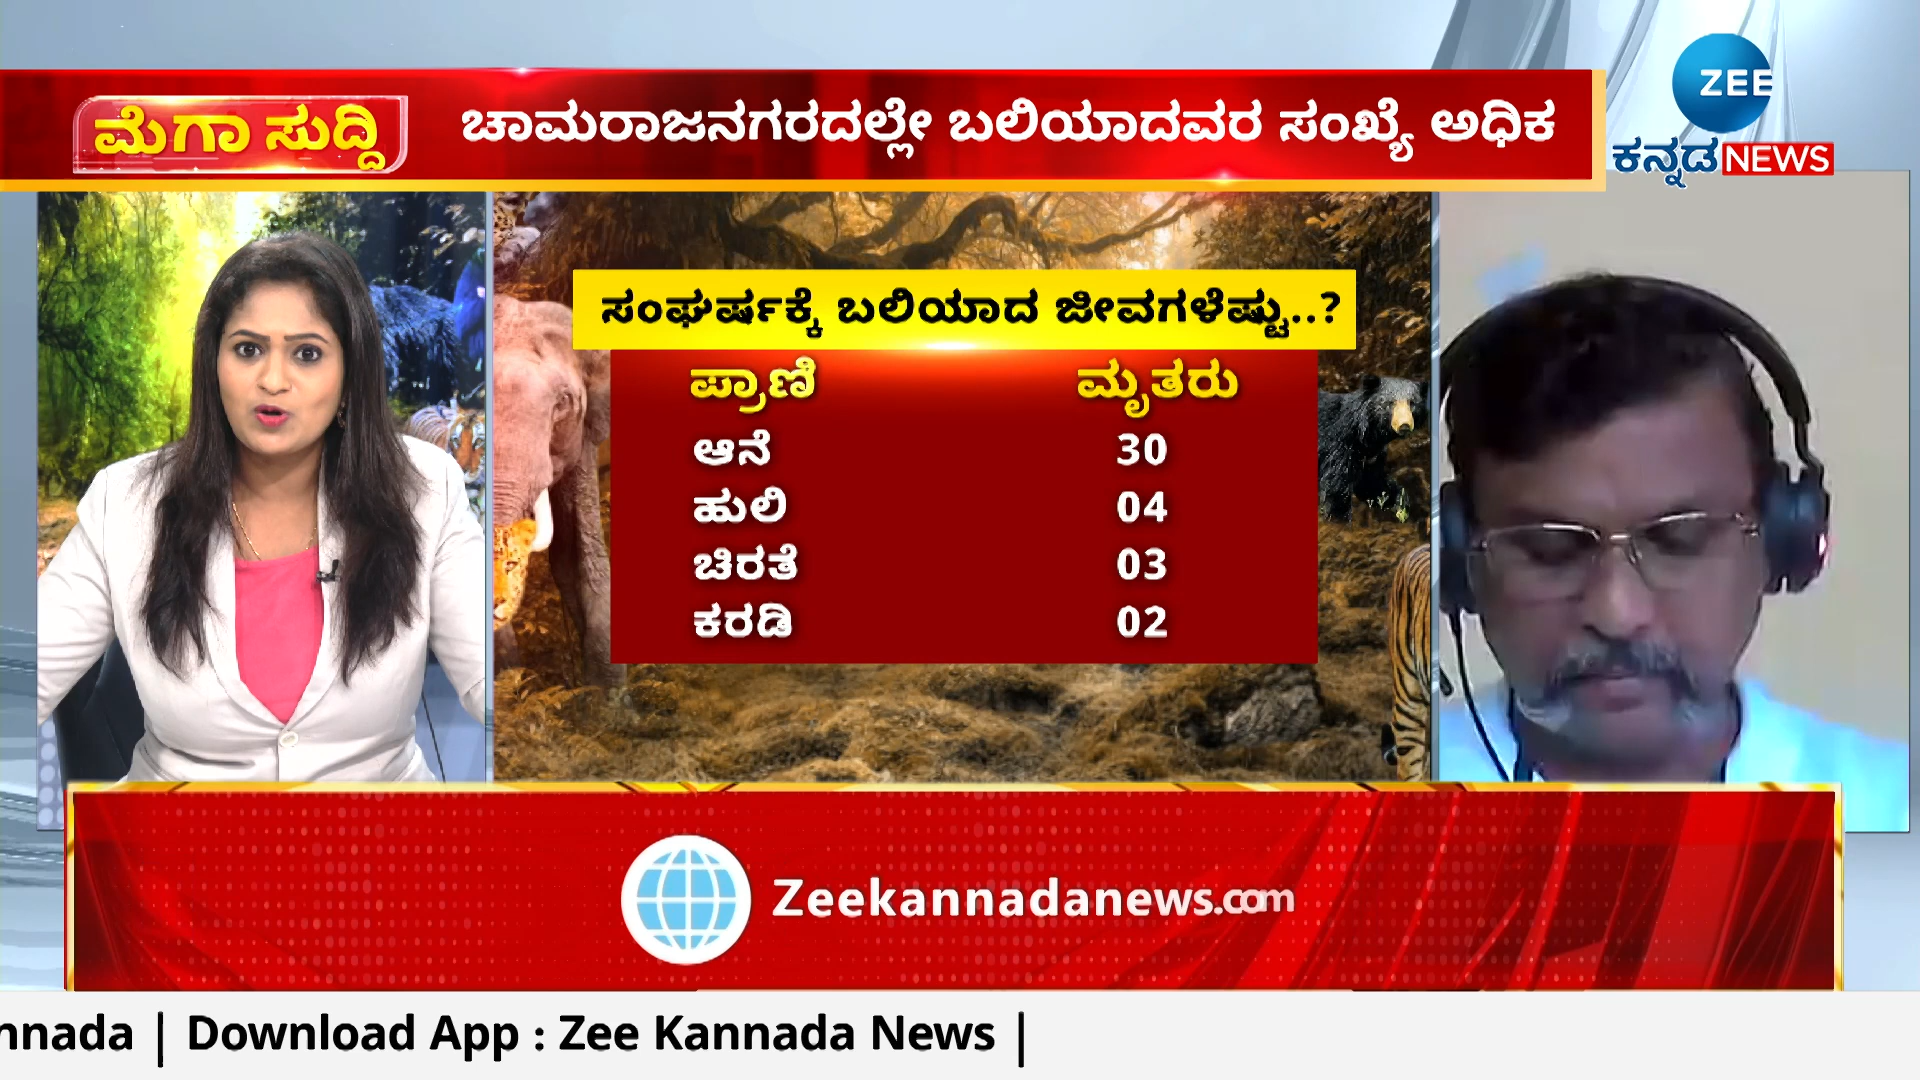 ಮೆಗಾ ಸುದ್ದಿ
ಚಾಮರಾಜನಗರದಲ್ಲೇ ಬಲಿಯಾದವರ ಸಂಖ್ಯೆ ಅಧಿಕ
ZEE
ಕನ್ನಡ NEWS
ಸಂಘರ್ಷಕ್ಕೆ ಬಲಿಯಾದ ಜೀವಗಳೆಷ್ಟು..?
ಪ್ರಾಣಿ ಮೃತರು
ಆನೆ 30
ಹುಲಿ 04
ಚಿರತೆ 03
ಕರಡಿ 02
Zeekannadanews.com
nnada | Download App : Zee Kannada News |